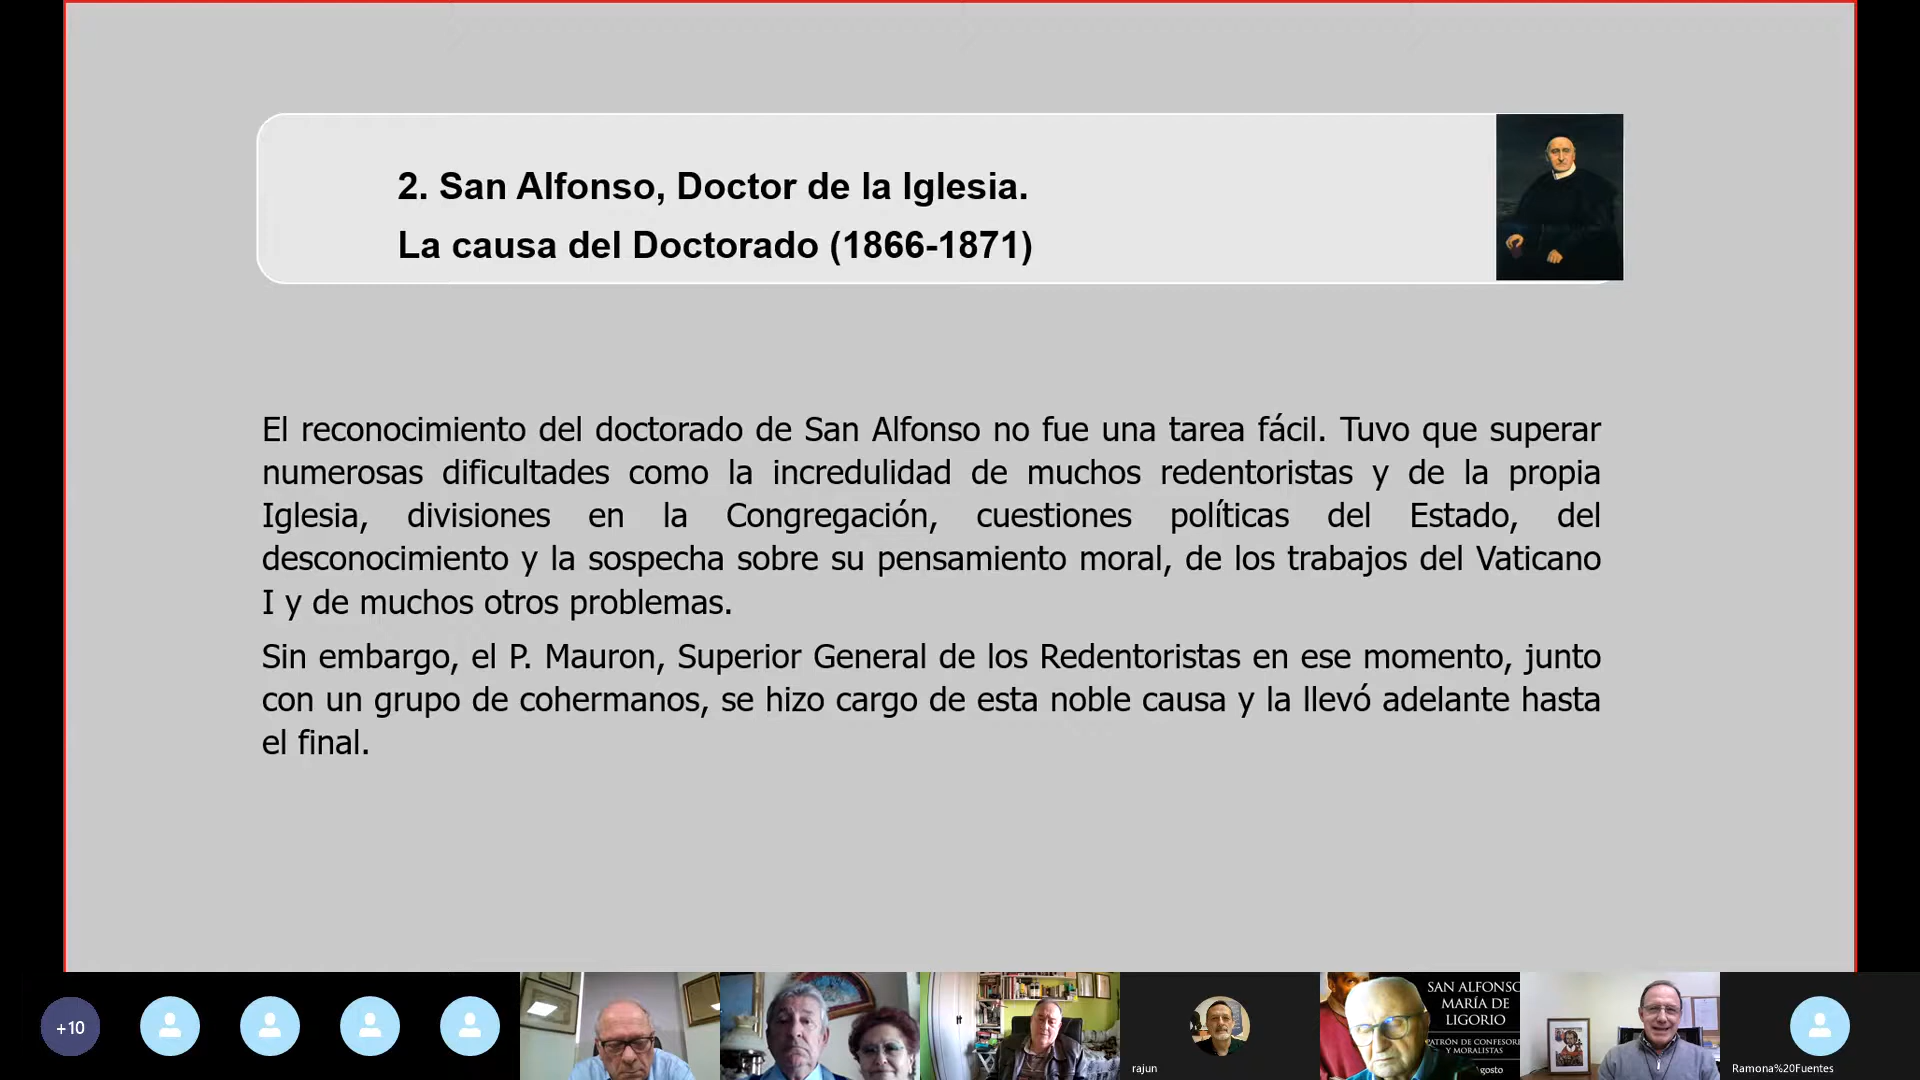 2. San Alfonso, Doctor de la Iglesia.
La causa del Doctorado (1866-1871)
El reconocimiento del doctorado de San Alfonso no fue una tarea fácil. Tuvo que superar
numerosas dificultades como la incredulidad de muchos redentoristas y de la propia
Iglesia, divisiones en la Congregación, cuestiones políticas del Estado, del
desconocimiento y la sospecha sobre su pensamiento moral, de los trabajos del Vaticano
I y de muchos otros problemas.
Sin embargo, el P. Mauron, Superior General de los Redentoristas en ese momento, junto
con un grupo de cohermanos, se hizo cargo de esta noble causa y la llevó adelante hasta
el final.
+10
rajun
SAN ALFONSO
MARÍA DE
LIGORIO
PATRÓN DE CONFESORE
Y MORALISTAS
gosto
Ramona%20Fuentes